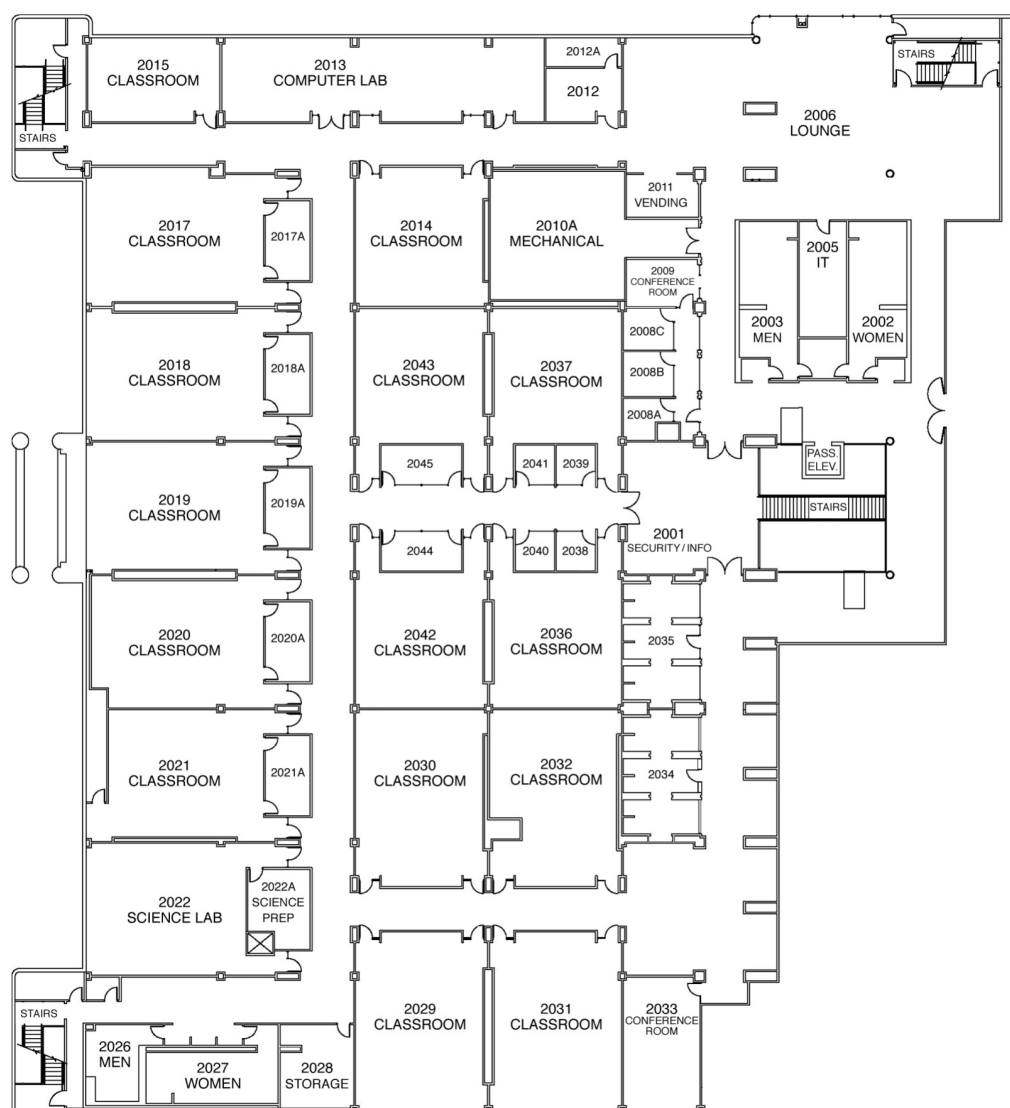 2012A
STAIRS
2015
CLASSROOM
2013
COMPUTER LAB
2012
2006
LOUNGE
STAIRS
2011
VENDING
2017
CLASSROOM
2017A
2014
CLASSROOM
2010A
MECHANICAL
2005
IT
2009
CONFERENCE
ROOM
2003
MEN
2002
WOMEN
2008C
2018
CLASSROOM
2018A
2043
CLASSROOM
2037
CLASSROOM
2008B
2008A
2045
2041
2039
PASS.
ELEV.
2019
CLASSROOM
2019A
STAIRS
2001
SECURITY/INFO
2044
2040
2038
2020
CLASSROOM
2020A
2042
CLASSROOM
2036
CLASSROOM
2035
2021
CLASSROOM
2021A
2030
CLASSROOM
2032
CLASSROOM
2034
2022
SCIENCE LAB
2022A
SCIENCE
PREP
STAIRS
2029
CLASSROOM
2031
CLASSROOM
2033
CONFERENCE
ROOM
2026
MEN
2027
WOMEN
2028
STORAGE